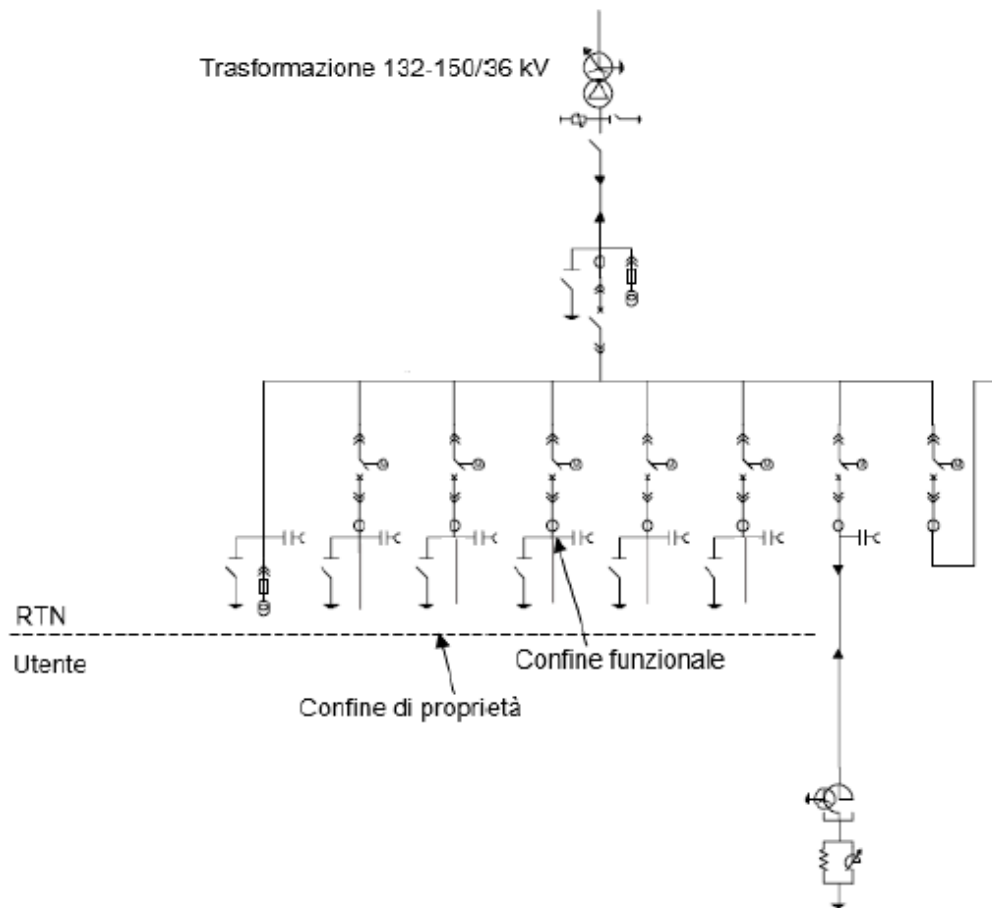 Trasformazione 132-150/36 kV
RTN
Utente
Confine funzionale
Confine di proprietà